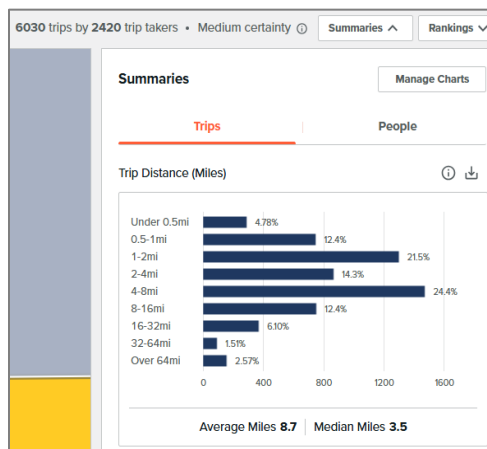 6030 trips by 2420 trip takers • Medium certainty Summaries Rankings
Summaries Manage Charts
Trips People
Trip Distance (Miles)
Under 0.5mi 4.78%
0.5-1mi 12.4%
1-2mi 21.5%
2-4mi 14.3%
4-8mi 24.4%
8-16mi 12.4%
16-32mi 6.10%
32-64mi 1.51%
Over 64mi 2.57%
0 400 800 1200 1600
Average Miles 8.7 | Median Miles 3.5